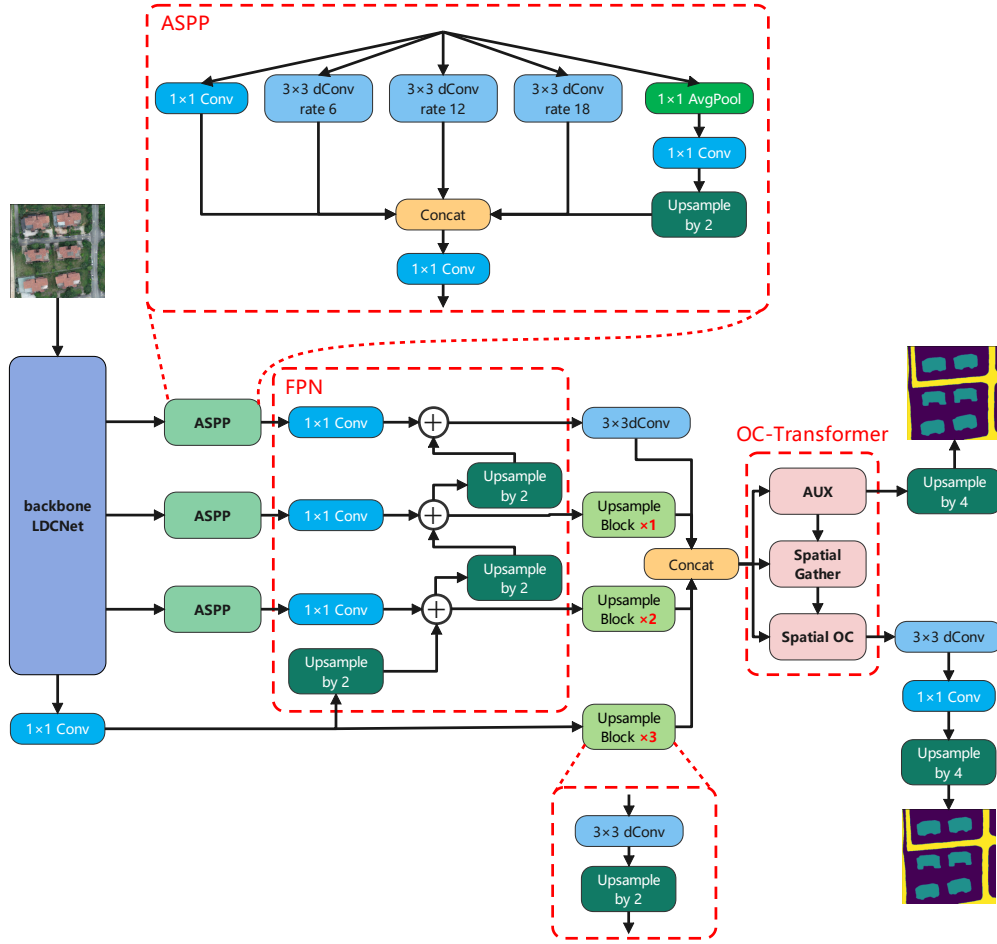 ASPP
1×1 Conv
3×3 dConv
rate 6
3×3 dConv
rate 12
3×3 dConv
rate 18
1×1 AvgPool
1×1 Conv
Upsample
by 2
Concat
1×1 Conv
backbone
LDCNet
ASPP
ASPP
ASPP
1×1 Conv
FPN
1×1 Conv
1×1 Conv
1×1 Conv
Upsample
by 2
Upsample
by 2
Upsample
by 2
3×3dConv
Upsample
Block ×1
Upsample
Block ×2
Upsample
Block ×3
3×3 dConv
Upsample
by 2
Concat
OC-Transformer
AUX
Spatial
Gather
Spatial OC
Upsample
by 4
3×3 dConv
1×1 Conv
Upsample
by 4